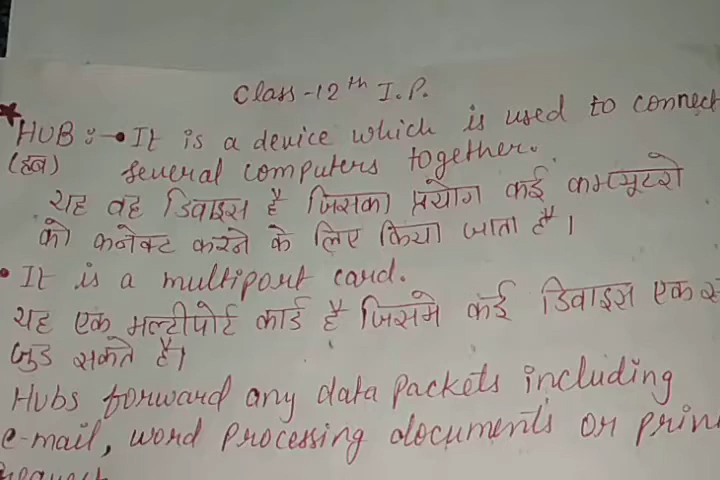 Class-12th I.P.
* HUB :- • It is a device which is used to connect
(हब) several computers together.
यह वह डिवाइस है जिसका प्रयोग कई कम्प्यूटरो
को कनेक्ट करने के लिए किया जाता है।
• It is a multiport card.
यह एक मल्टीपोर्ट कार्ड है जिसमे कई डिवाइस एक
जुड सकते है।
Hubs forward any data packets including
e-mail, word processing documents or prin